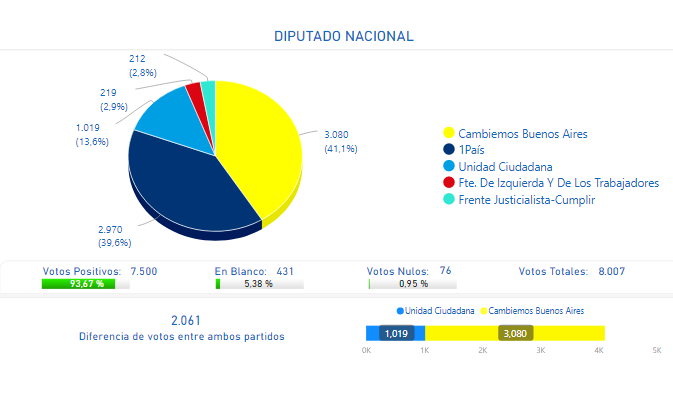 DIPUTADO NACIONAL
212
(2,8%)
219
(2,9%)
1.019
(13,6%)
3.080
(41,1%)
2.970
(39,6%)
Cambiemos Buenos Aires
1País
Unidad Ciudadana
Fte. De Izquierda Y De Los Trabajadores
Frente Justicialista-Cumplir
Votos Positivos: 7.500
93,67 %
En Blanco: 431
5,38 %
Votos Nulos: 76
0,95 %
Votos Totales: 8.007
2.061
Diferencia de votos entre ambos partidos
Unidad Ciudadana Cambiemos Buenos Aires
1,019 3,080
0K 1K 2K 3K 4K 5K